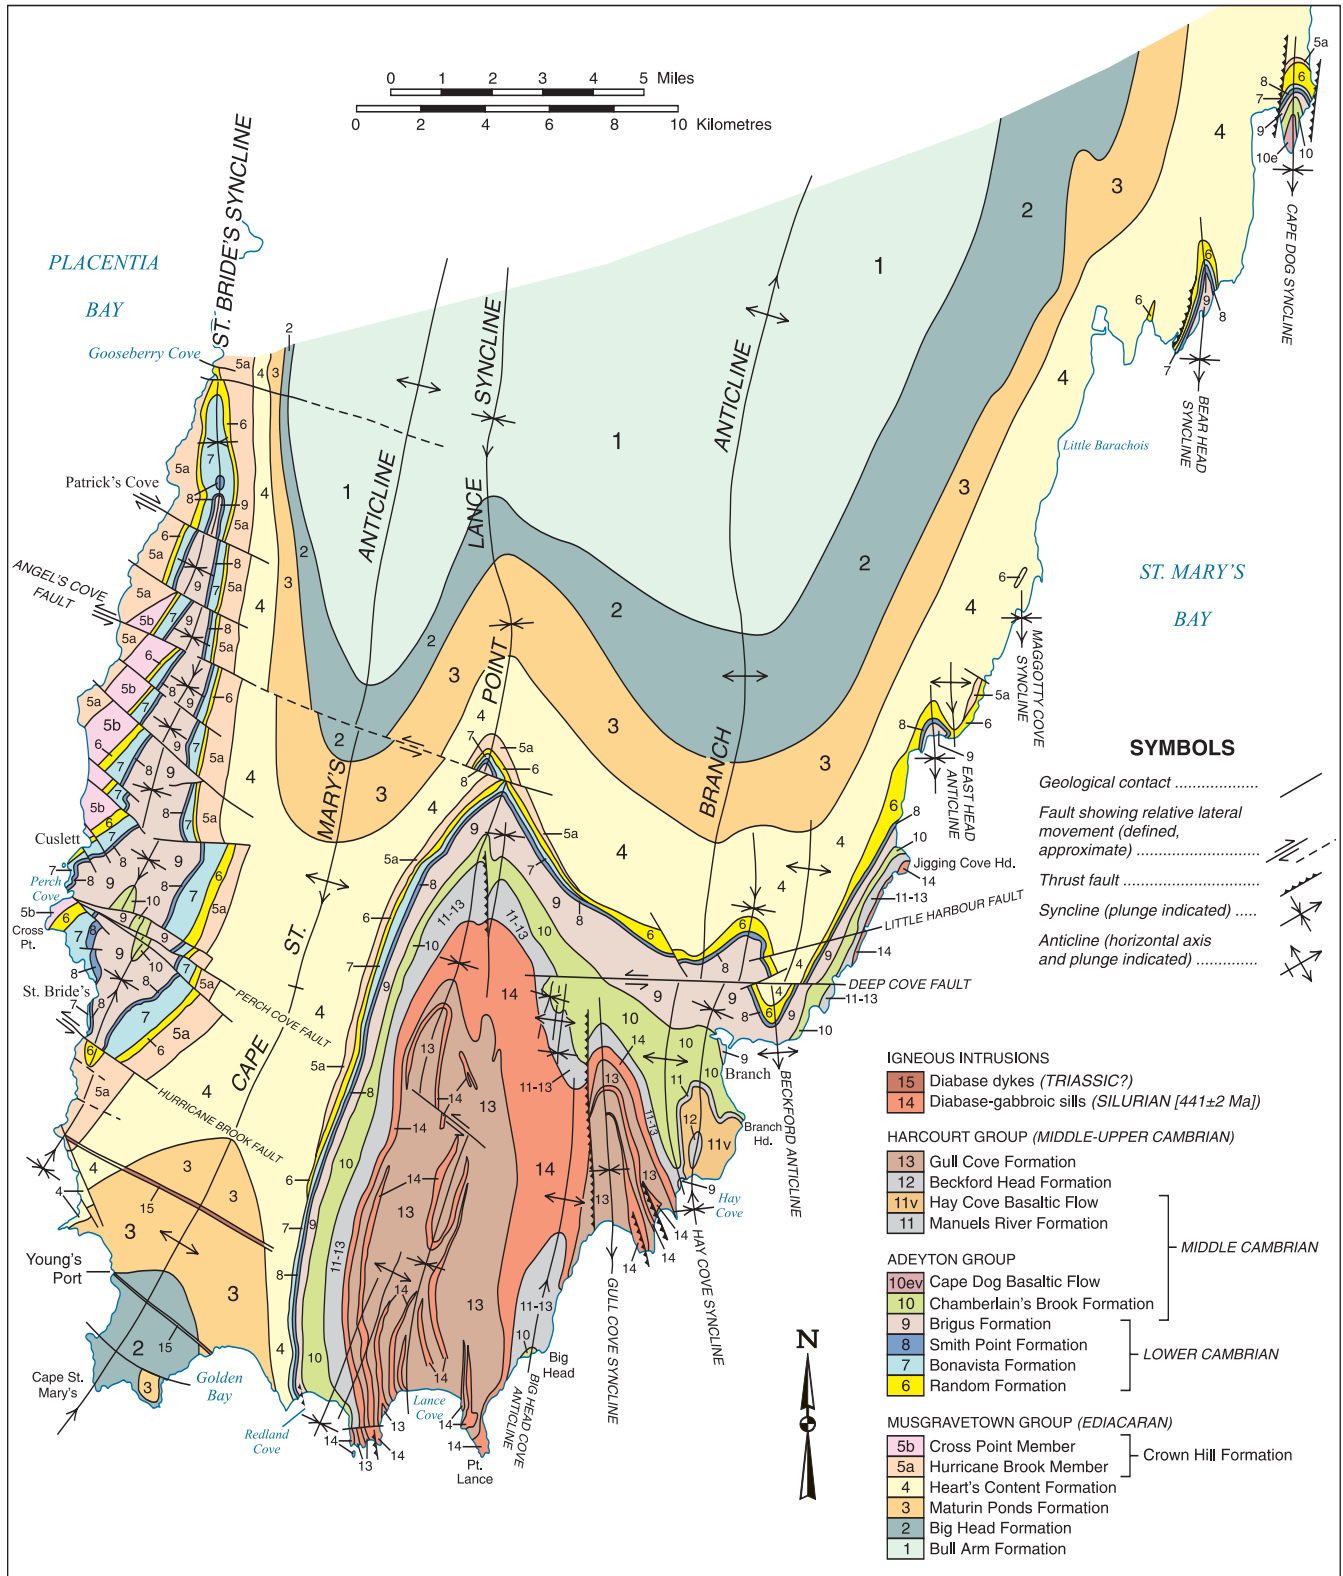 0 1 2 3 4 5 Miles
0 2 4 6 8 10 Kilometres
PLACENTIA
BAY
Gooseberry Cove
ST. BRIDE'S SYNCLINE
Patrick's Cove
ANGEL'S COVE
FAULT
Cuslett
Perch
Cove
Cross
Pt.
St. Bride's
PERCH COVE FAULT
HURRICANE BROOK FAULT
Young's
Port
Cape St.
Mary's
Golden
Bay
Redland
Cove
Lance
Cove
Pt.
Lance
Big
Head
BIG HEAD COVE
ANTICLINE
GULL COVE SYNCLINE
HAY COVE SYNCLINE
Hay
Cove
BECKFORD ANTICLINE
Branch
Branch
Hd.
DEEP COVE FAULT
LITTLE HARBOUR FAULT
Jigging Cove Hd.
EAST HEAD
ANTICLINE
MAGGOTTY COVE
SYNCLINE
Little Barachois
BEAR HEAD
SYNCLINE
CAPE DOG SYNCLINE
ST. MARY'S
BAY
CAPE ST. MARY'S ANTICLINE
POINT LANCE SYNCLINE
BRANCH ANTICLINE
SYMBOLS
Geological contact ..................
Fault showing relative lateral
movement (defined,
approximate) ...........................
Thrust fault ..............................
Syncline (plunge indicated) .....
Anticline (horizontal axis
and plunge indicated) ..............
N
IGNEOUS INTRUSIONS
15 Diabase dykes (TRIASSIC?)
14 Diabase-gabbroic sills (SILURIAN [441±2 Ma])
HARCOURT GROUP (MIDDLE-UPPER CAMBRIAN)
13 Gull Cove Formation
12 Beckford Head Formation
11v Hay Cove Basaltic Flow
11 Manuels River Formation
MIDDLE CAMBRIAN
ADEYTON GROUP
10ev Cape Dog Basaltic Flow
10 Chamberlain's Brook Formation
9 Brigus Formation
8 Smith Point Formation
7 Bonavista Formation
6 Random Formation
LOWER CAMBRIAN
MUSGRAVETOWN GROUP (EDIACARAN)
5b Cross Point Member
5a Hurricane Brook Member
Crown Hill Formation
4 Heart's Content Formation
3 Maturin Ponds Formation
2 Big Head Formation
1 Bull Arm Formation